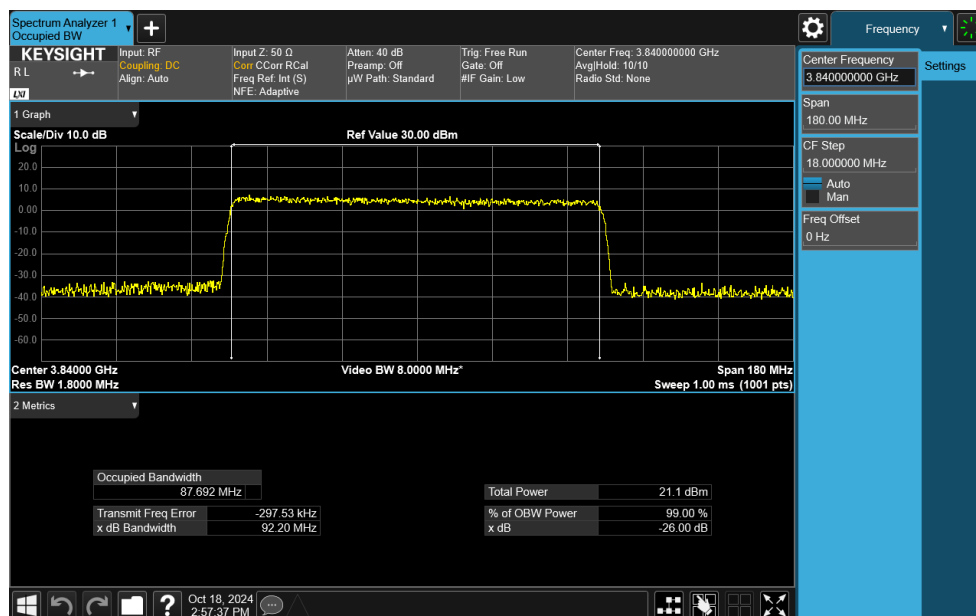 Spectrum Analyzer 1
Occupied BW
Frequency
KEYSIGHT
R L
LXI
Input: RF
Coupling: DC
Align: Auto
Input Z: 50 Ω
Corr CCorr RCal
Freq Ref: Int (S)
NFE: Adaptive
Atten: 40 dB
Preamp: Off
µW Path: Standard
Trig: Free Run
Gate: Off
#IF Gain: Low
Center Freq: 3.840000000 GHz
Avg|Hold: 10/10
Radio Std: None
Center Frequency
3.840000000 GHz
Settings
Span
180.00 MHz
CF Step
18.000000 MHz
Auto
Man
Freq Offset
0 Hz
1 Graph
Scale/Div 10.0 dB
Ref Value 30.00 dBm
Log
20.0
10.0
0.00
-10.0
-20.0
-30.0
-40.0
-50.0
-60.0
Center 3.84000 GHz
Video BW 8.0000 MHz*
Span 180 MHz
Res BW 1.8000 MHz
Sweep 1.00 ms (1001 pts)
2 Metrics
Occupied Bandwidth
87.692 MHz
Total Power 21.1 dBm
Transmit Freq Error -297.53 kHz
% of OBW Power 99.00 %
x dB Bandwidth 92.20 MHz
x dB -26.00 dB
?
Oct 18, 2024
2:57:37 PM